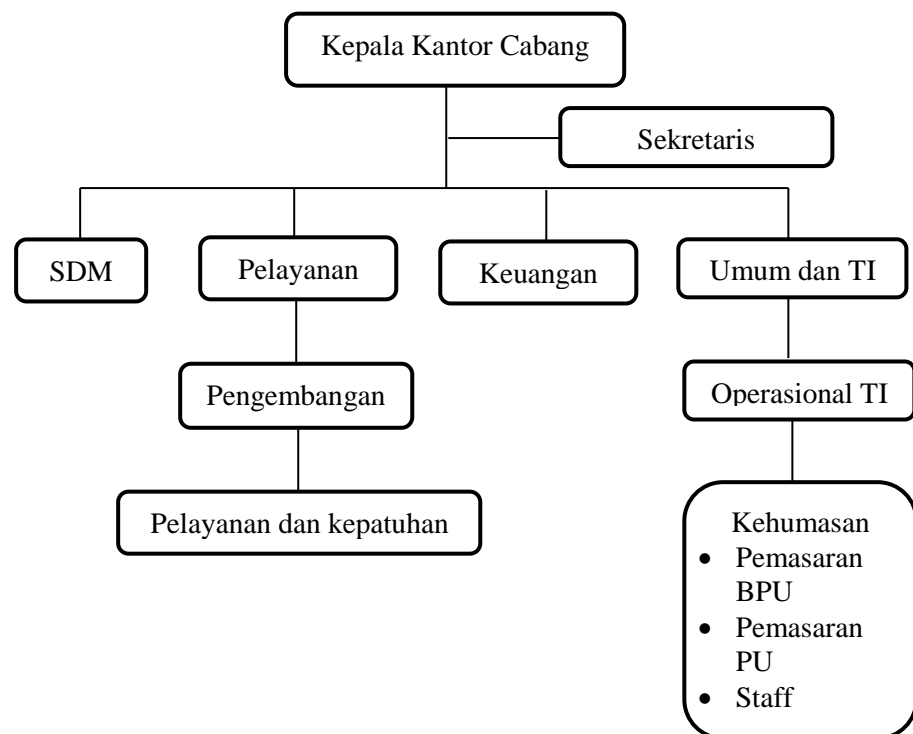 Kepala Kantor Cabang
Sekretaris
SDM
Pelayanan
Keuangan
Umum dan TI
Pengembangan
Operasional TI
Pelayanan dan kepatuhan
Kehumasan
• Pemasaran
BPU
• Pemasaran
PU
• Staff